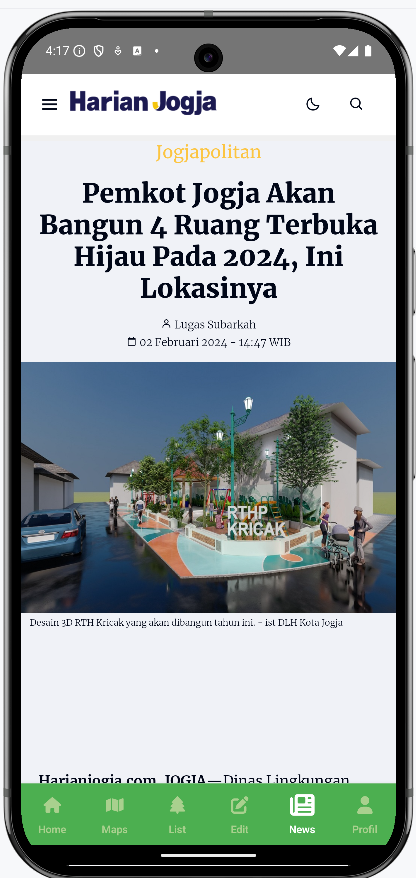 4:17
Harian Jogja
Jogjapolitan
Pemkot Jogja Akan
Bangun 4 Ruang Terbuka
Hijau Pada 2024, Ini
Lokasinya
Lugas Subarkah
02 Februari 2024 - 14:47 WIB
RTHP
KRICAK
Desain 3D RTH Kricak yang akan dibangun tahun ini. - ist DLH Kota Jogja
Harianjogja.com, JOGJA—Dinas Lingkungan
Home Maps List Edit News Profil